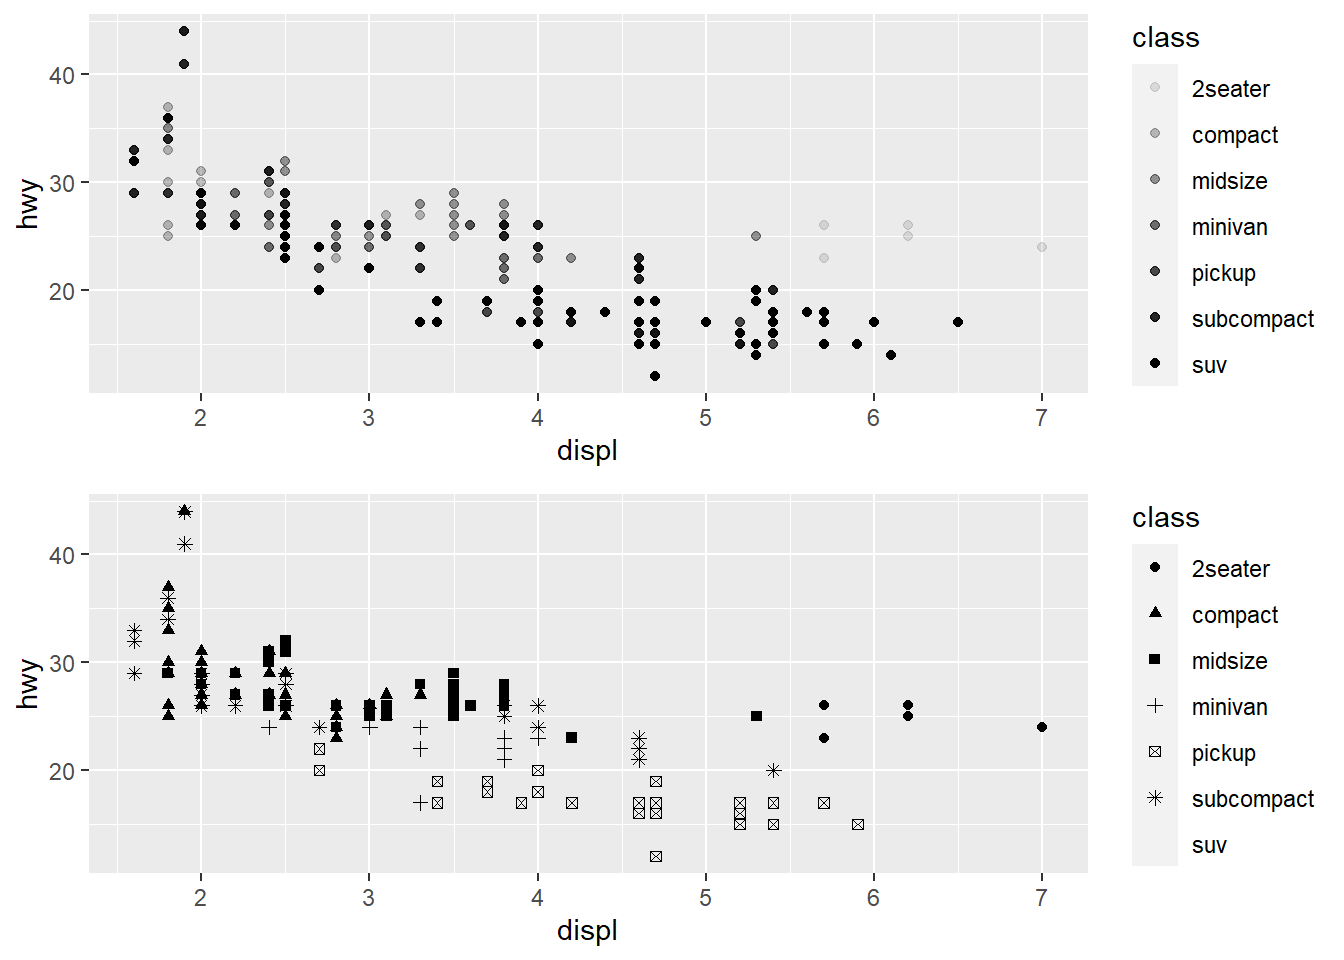 class
2seater
compact
midsize
minivan
pickup
subcompact
suv
hwy
40
30
20
2 3 4 5 6 7
displ
class
2seater
compact
midsize
minivan
pickup
subcompact
suv
hwy
40
30
20
2 3 4 5 6 7
displ